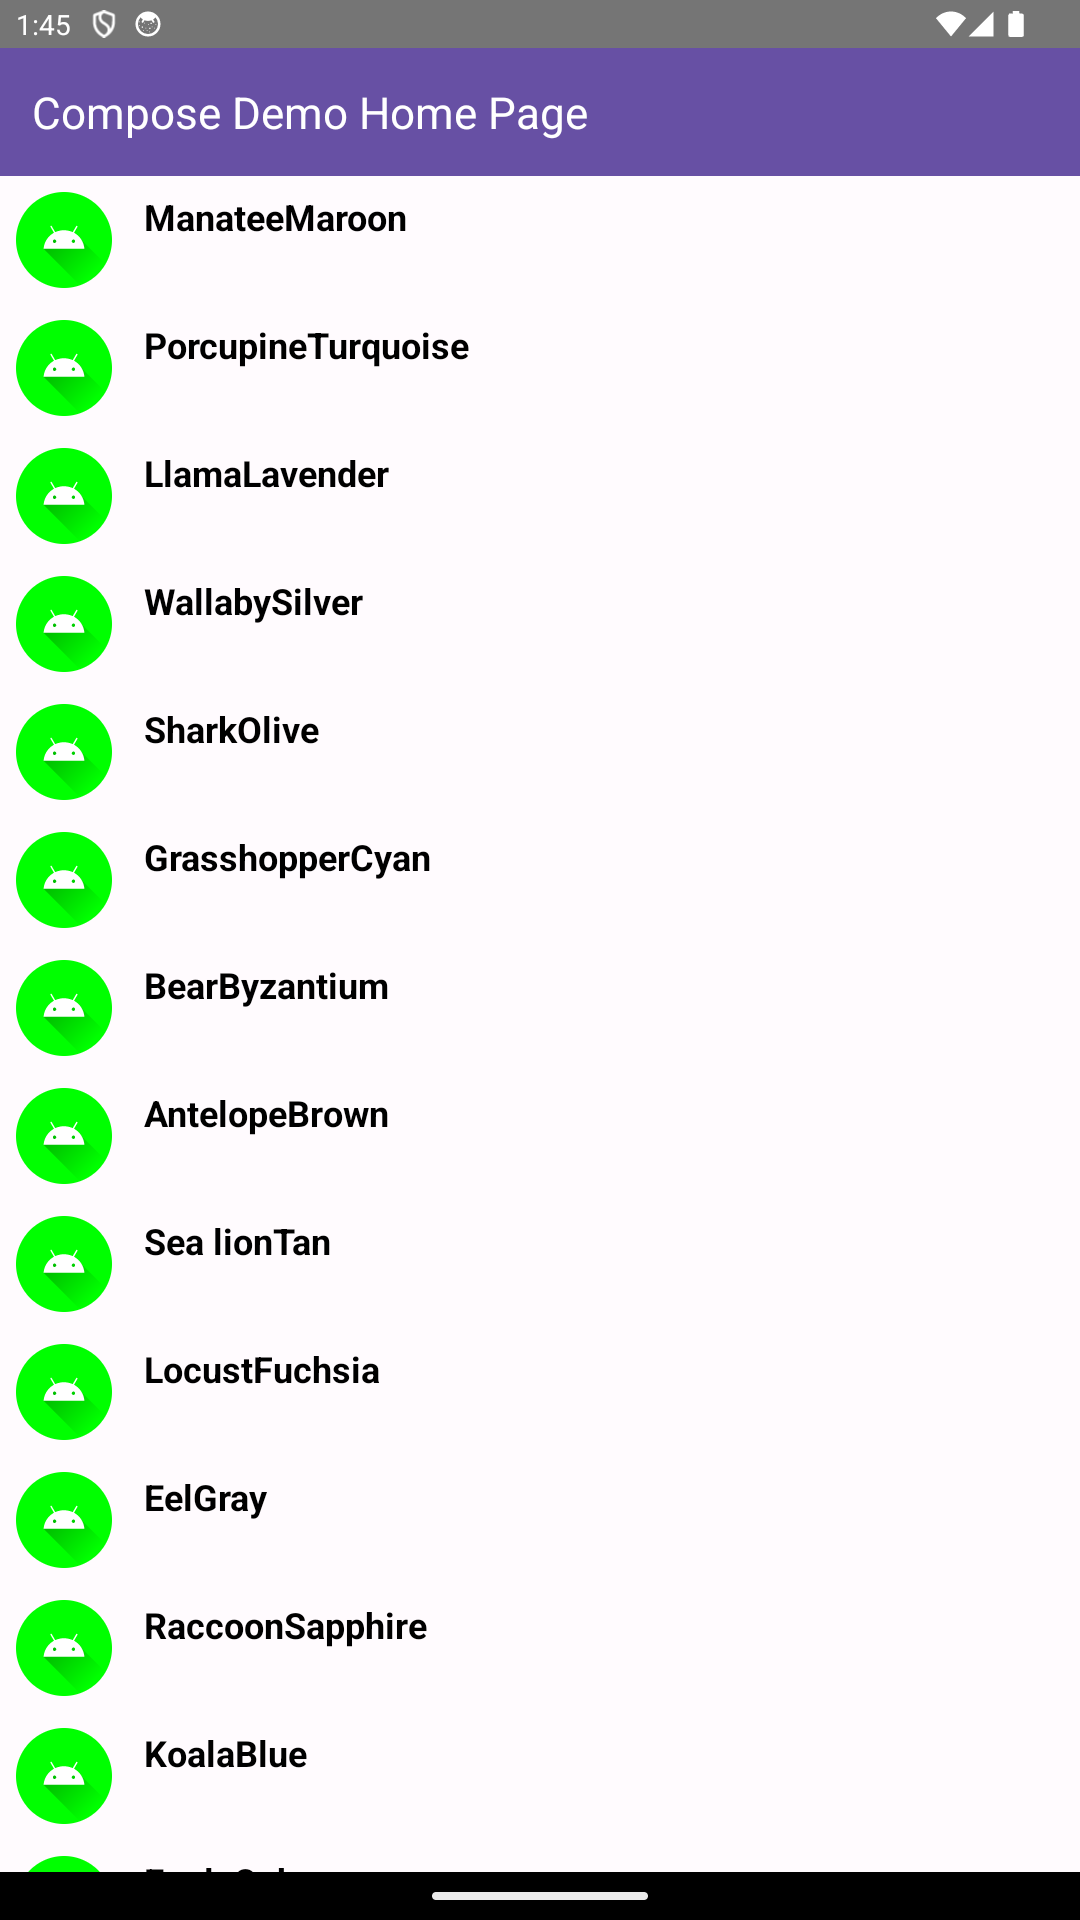 1:45
Compose Demo Home Page
ManateeMaroon
PorcupineTurquoise
LlamaLavender
WallabySilver
SharkOlive
GrasshopperCyan
BearByzantium
AntelopeBrown
Sea lionTan
LocustFuchsia
EelGray
RaccoonSapphire
KoalaBlue